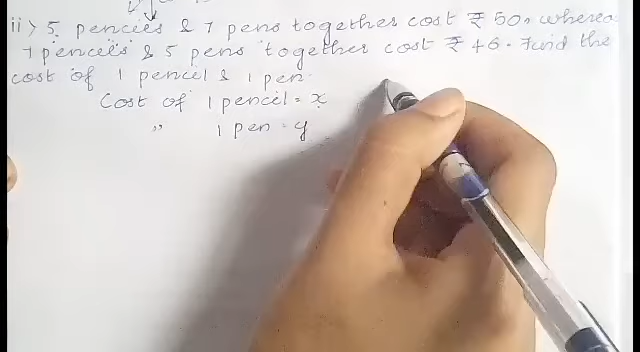 ii) 5 pencils & 7 pens together cost ₹ 50, whereas
7 pencils & 5 pens together cost ₹ 46. Find the
cost of 1 pencil & 1 pen.
Cost of 1 pencil = x
" 1 pen = y